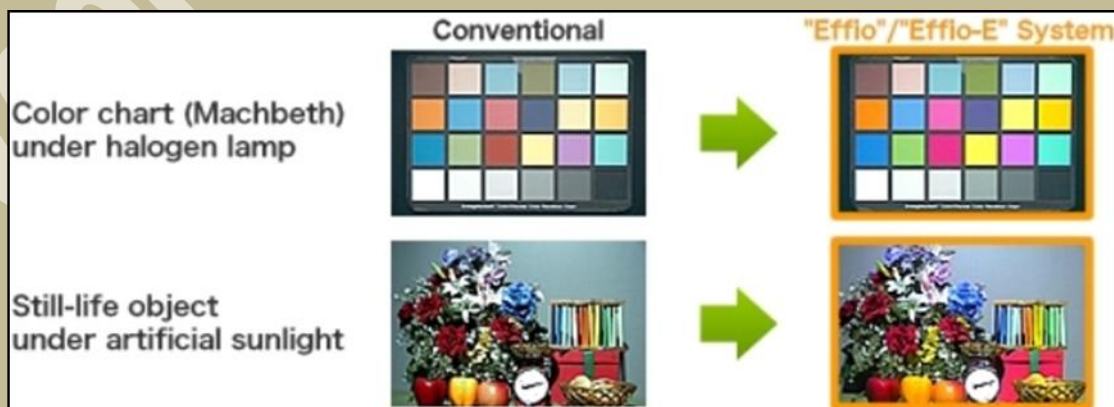 Conventional
"Effio"/"Effio-E" System
Color chart (Machbeth)
under halogen lamp
Still-life object
under artificial sunlight